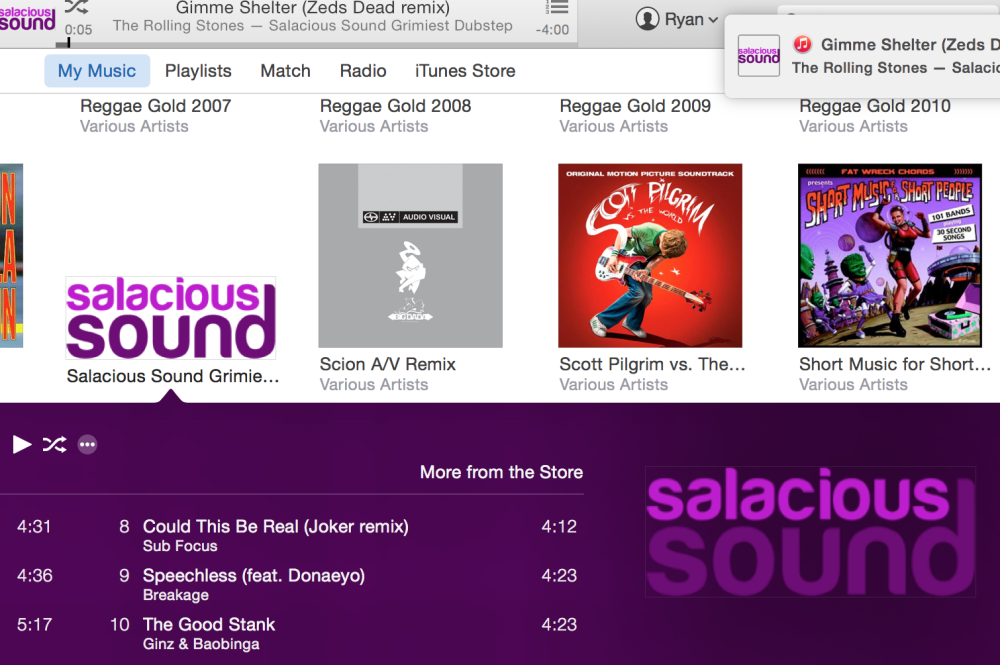 salacious
sound
Gimme Shelter (Zeds Dead remix)
0:05
The Rolling Stones — Salacious Sound Grimiest Dubstep
-4:00
Ryan
salacious
sound
Gimme Shelter (Zeds D
The Rolling Stones — Salacio
My Music
Playlists
Match
Radio
iTunes Store
Reggae Gold 2007
Various Artists
Reggae Gold 2008
Various Artists
Reggae Gold 2009
Various Artists
Reggae Gold 2010
Various Artists
salacious
sound
Salacious Sound Grimie...
AUDIO VISUAL
BIG DADA
Scion A/V Remix
Various Artists
ORIGINAL MOTION PICTURE SOUNDTRACK
SCOTT PILGRIM
VS. THE WORLD
Scott Pilgrim vs. The...
Various Artists
FAT WRECK CHORDS
presents
SHORT MUSIC for SHORT PEOPLE
101 BANDS
30 SECOND
SONGS
Short Music for Short...
Various Artists
More from the Store
4:31
8 Could This Be Real (Joker remix)
4:12
Sub Focus
4:36
9 Speechless (feat. Donaeyo)
4:23
Breakage
5:17
10 The Good Stank
4:23
Ginz & Baobinga
salacious
sound